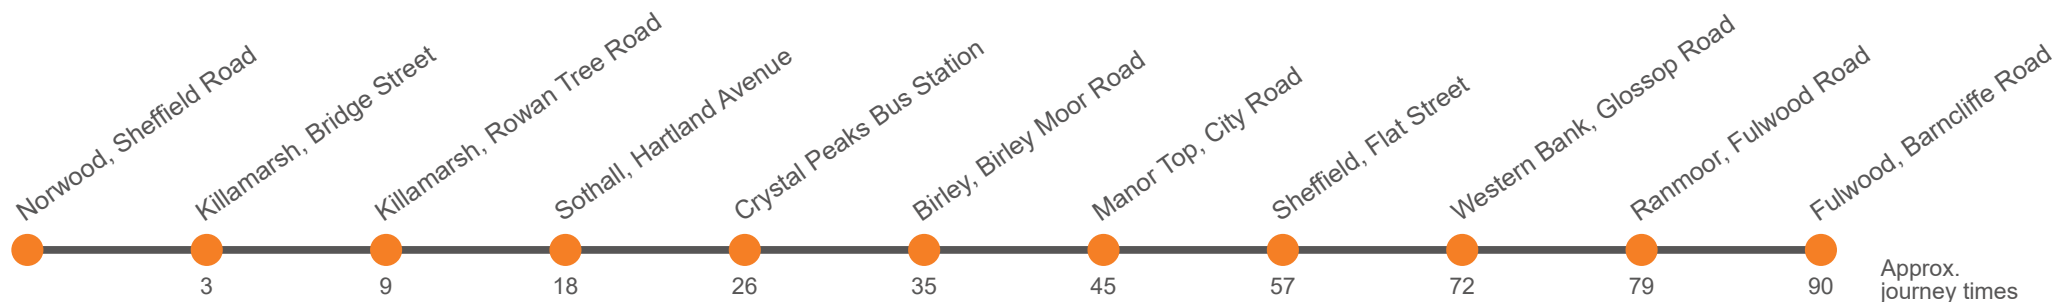 Norwood, Sheffield Road
Killamarsh, Bridge Street
Killamarsh, Rowan Tree Road
Sothall, Hartland Avenue
Crystal Peaks Bus Station
Birley, Birley Moor Road
Manor Top, City Road
Sheffield, Flat Street
Western Bank, Glossop Road
Ranmoor, Fulwood Road
Fulwood, Barncliffe Road
3
9
18
26
35
45
57
72
79
90
Approx.
journey times